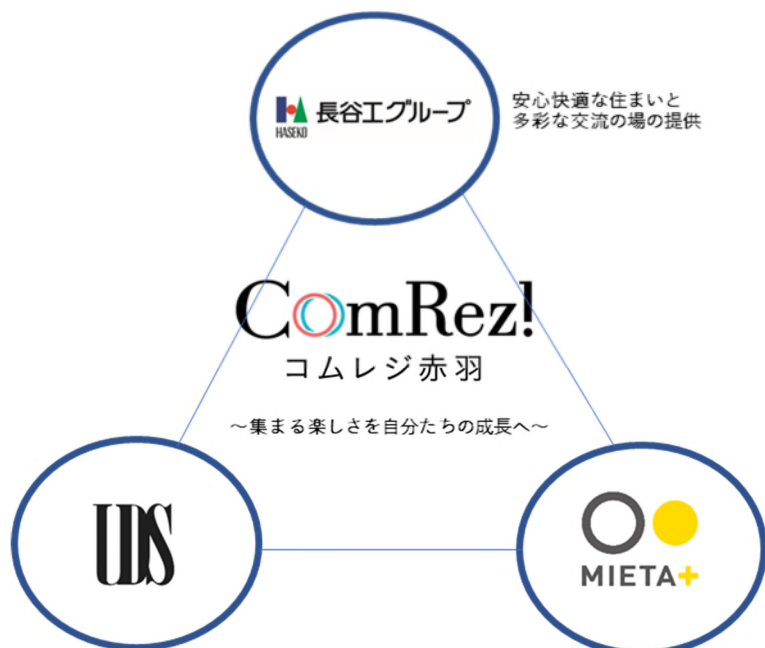 長谷工グループ
HASEKO
安心快適な住まいと
多彩な交流の場の提供
ComRez!
コムレジ赤羽
～集まる楽しさを自分たちの成長へ～
UDS
MIETA+